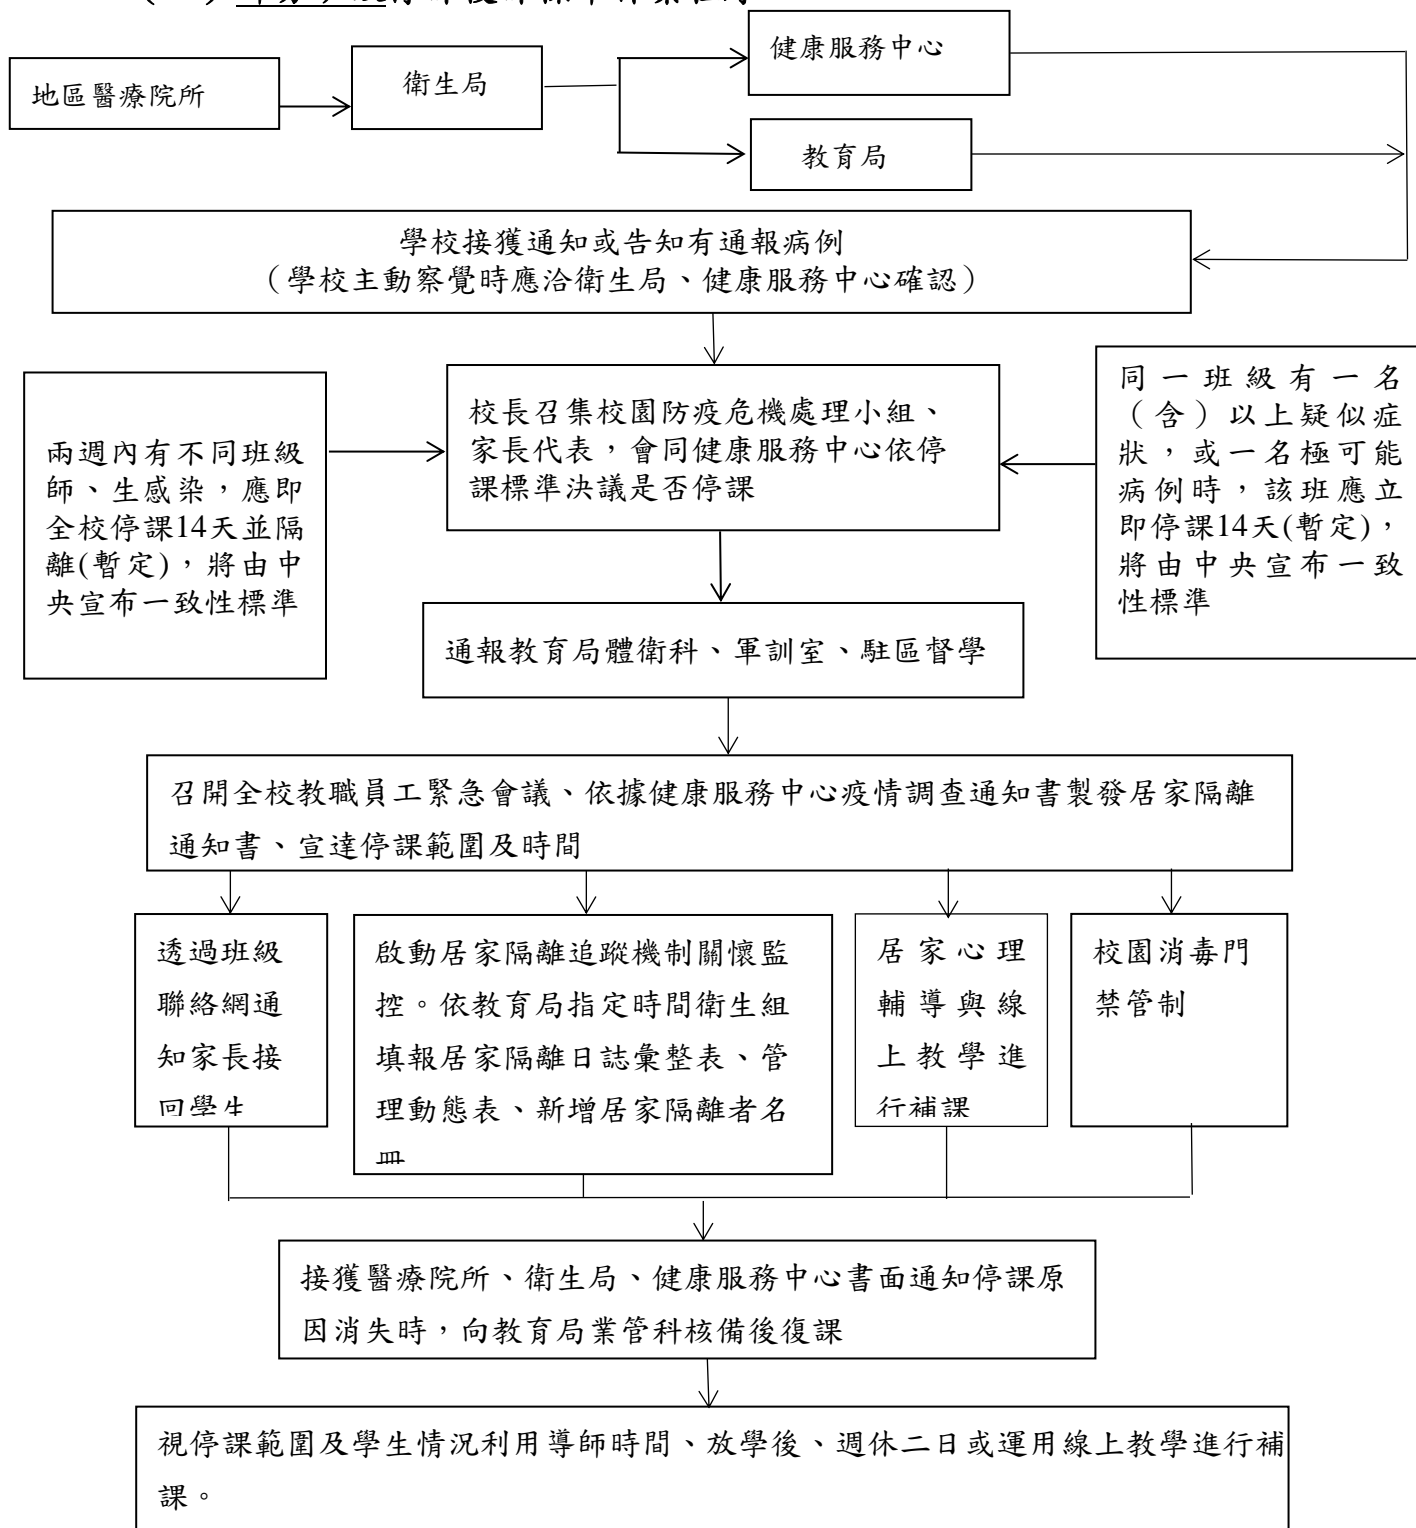 地區醫療院所
衛生局
健康服務中心
教育局
學校接獲通知或告知有通報病例
（學校主動察覺時應洽衛生局、健康服務中心確認）
兩週內有不同班級
師、生感染，應即
全校停課14天並隔
離(暫定)，將由中
央宣布一致性標準
校長召集校園防疫危機處理小組、
家長代表，會同健康服務中心依停
課標準決議是否停課
同一班級有一名
（含）以上疑似症
狀，或一名極可能
病例時，該班應立
即停課14天(暫定)，
將由中央宣布一致
性標準
通報教育局體衛科、軍訓室、駐區督學
召開全校教職員工緊急會議、依據健康服務中心疫情調查通知書製發居家隔離
通知書、宣達停課範圍及時間
透過班級
聯絡網通
知家長接
回學生
啟動居家隔離追蹤機制關懷監
控。依教育局指定時間衛生組
填報居家隔離日誌彙整表、管
理動態表、新增居家隔離者名
冊
居家心理
輔導與線
上教學進
行補課
校園消毒門
禁管制
接獲醫療院所、衛生局、健康服務中心書面通知停課原
因消失時，向教育局業管科核備後復課
視停課範圍及學生情況利用導師時間、放學後、週休二日或運用線上教學進行補
課。